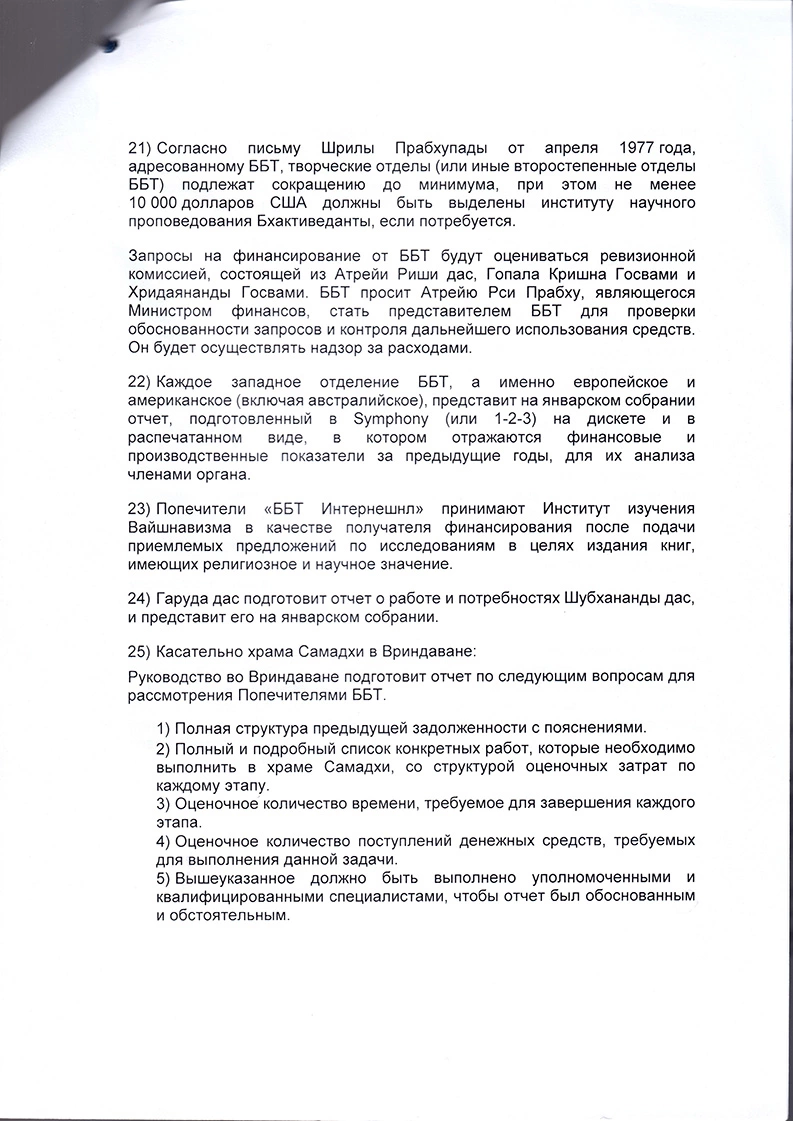 21) Согласно письму Шрилы Прабхупады от апреля 1977 года,
адресованному ББТ, творческие отделы (или иные второстепенные отделы
ББТ) подлежат сокращению до минимума, при этом не менее
10 000 долларов США должны быть выделены институту научного
проповедования Бхактиведанты, если потребуется.
Запросы на финансирование от ББТ будут оцениваться ревизионной
комиссией, состоящей из Атрейи Риши дас, Гопала Кришна Госвами и
Хридаянанды Госвами. ББТ просит Атрейю Рси Прабху, являющегося
Министром финансов, стать представителем ББТ для проверки
обоснованности запросов и контроля дальнейшего использования средств.
Он будет осуществлять надзор за расходами.
22) Каждое западное отделение ББТ, а именно европейское и
американское (включая австралийское), представит на январском собрании
отчет, подготовленный в Symphony (или 1-2-3) на дискете и в
распечатанном виде, в котором отражаются финансовые и
производственные показатели за предыдущие годы, для их анализа
членами органа.
23) Попечители «ББТ Интернешнл» принимают Институт изучения
Вайшнавизма в качестве получателя финансирования после подачи
приемлемых предложений по исследованиям в целях издания книг,
имеющих религиозное и научное значение.
24) Гаруда дас подготовит отчет о работе и потребностях Шубхананды дас,
и представит его на январском собрании.
25) Касательно храма Самадхи в Вриндаване:
Руководство во Вриндаване подготовит отчет по следующим вопросам для
рассмотрения Попечителями ББТ.
1) Полная структура предыдущей задолженности с пояснениями.
2) Полный и подробный список конкретных работ, которые необходимо
выполнить в храме Самадхи, со структурой оценочных затрат по
каждому этапу.
3) Оценочное количество времени, требуемое для завершения каждого
этапа.
4) Оценочное количество поступлений денежных средств, требуемых
для выполнения данной задачи.
5) Вышеуказанное должно быть выполнено уполномоченными и
квалифицированными специалистами, чтобы отчет был обоснованным
и обстоятельным.